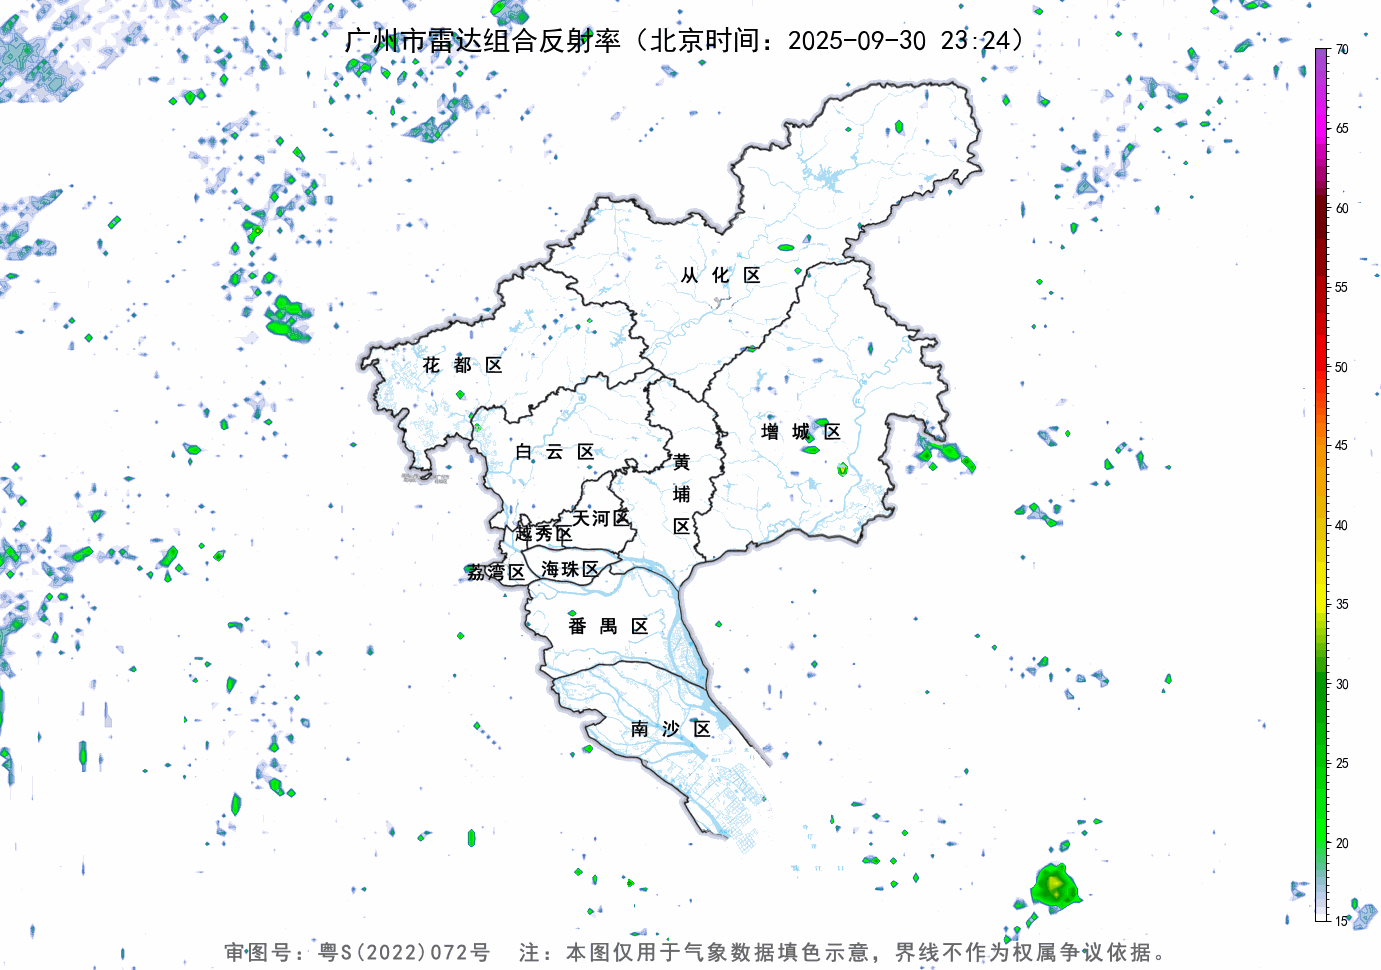 广州市雷达组合反射率（北京时间：2025-09-30 23:24）
70
65
60
55
50
45
40
35
30
25
20
15
从化区
花都区
增城区
白云区
黄埔区
天河区
越秀区
荔湾区
海珠区
番禺区
南沙区
审图号：粤S(2022)072号 注：本图仅用于气象数据填色示意，界线不作为权属争议依据。